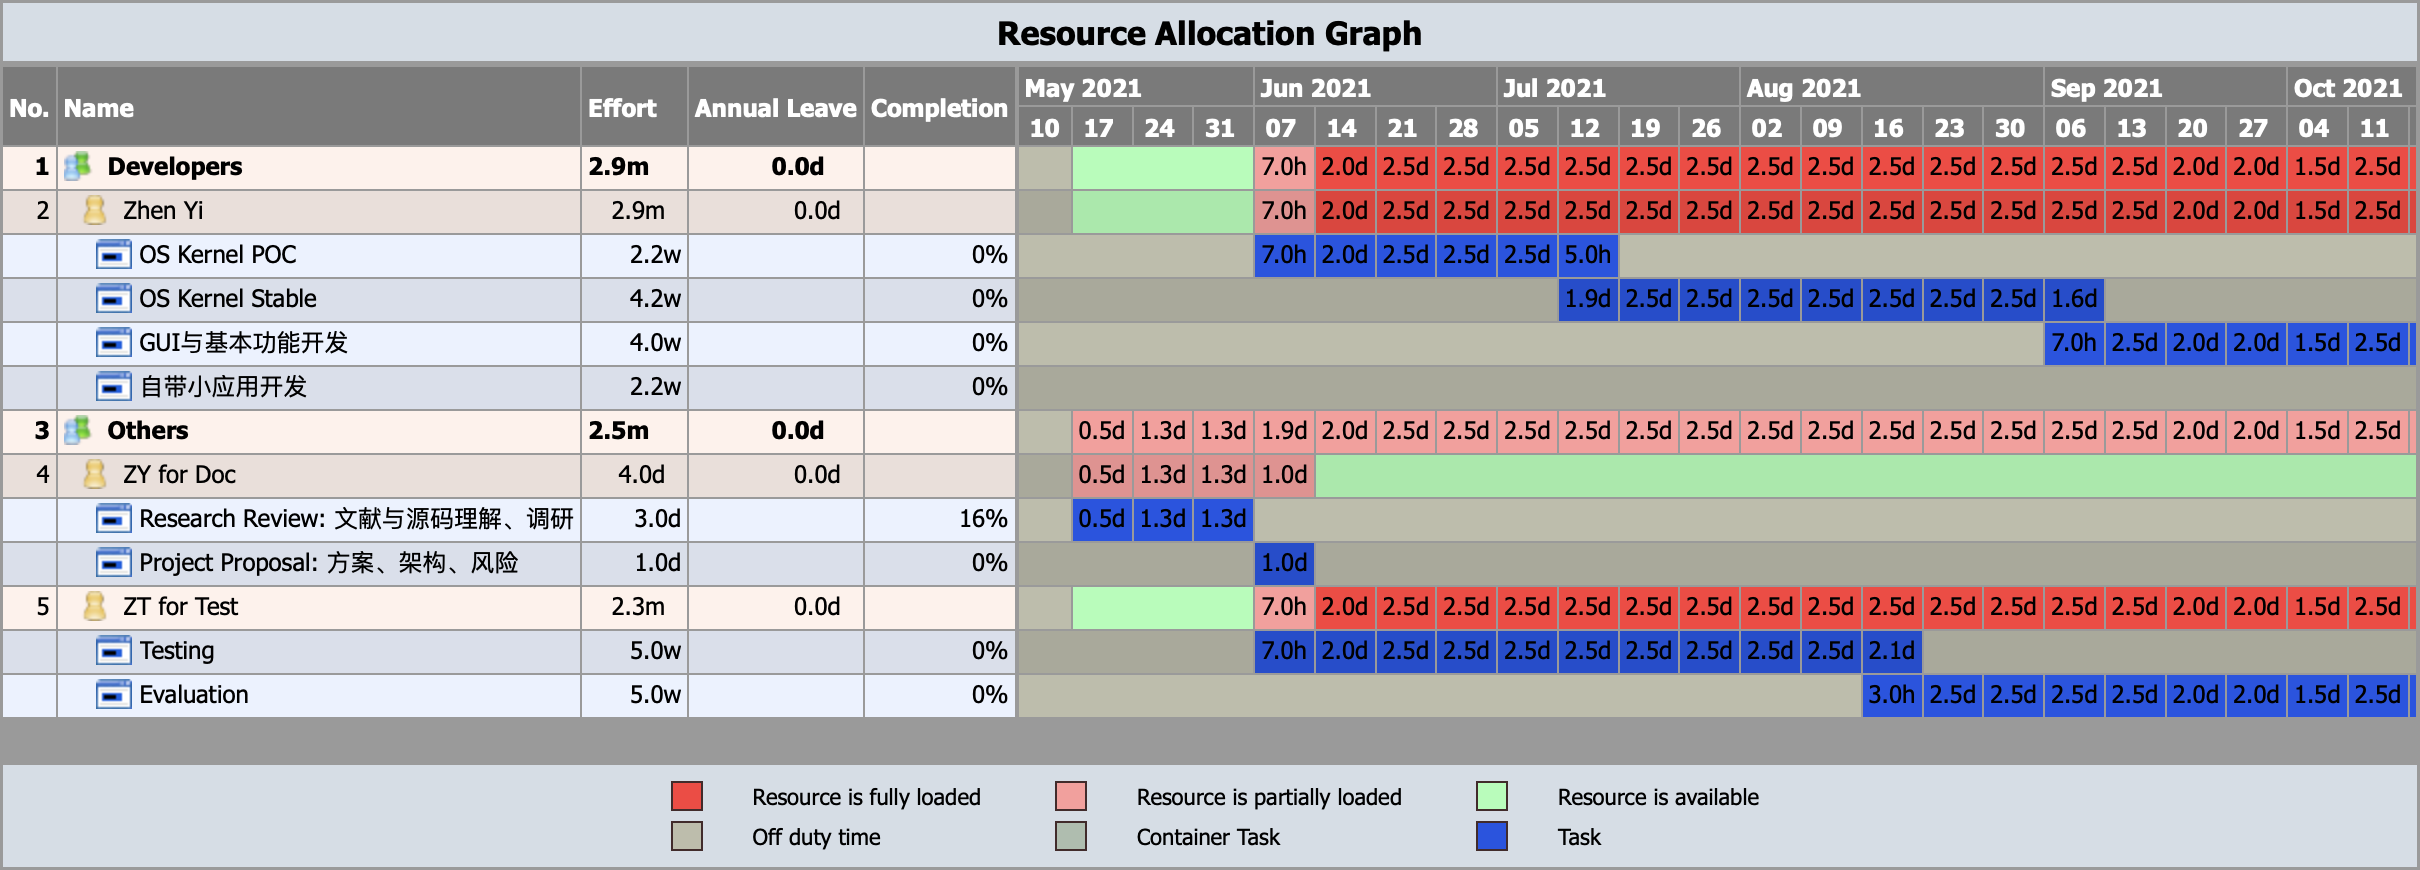 Resource Allocation Graph
No. Name Effort Annual Leave Completion May 2021 Jun 2021 Jul 2021 Aug 2021 Sep 2021 Oct 2021
10 17 24 31 07 14 21 28 05 12 19 26 02 09 16 23 30 06 13 20 27 04 11
1 Developers 2.9m 0.0d 7.0h 2.0d 2.5d 2.5d 2.5d 2.5d 2.5d 2.5d 2.5d 2.5d 2.5d 2.5d 2.5d 2.5d 2.5d 2.0d 2.0d 1.5d 2.5d
2 Zhen Yi 2.9m 0.0d 7.0h 2.0d 2.5d 2.5d 2.5d 2.5d 2.5d 2.5d 2.5d 2.5d 2.5d 2.5d 2.5d 2.5d 2.5d 2.0d 2.0d 1.5d 2.5d
OS Kernel POC 2.2w 0% 7.0h 2.0d 2.5d 2.5d 2.5d 5.0h
OS Kernel Stable 4.2w 0% 1.9d 2.5d 2.5d 2.5d 2.5d 2.5d 2.5d 2.5d 1.6d
GUI与基本功能开发 4.0w 0% 7.0h 2.5d 2.0d 2.0d 1.5d 2.5d
自带小应用开发 2.2w 0%
3 Others 2.5m 0.0d 0.5d 1.3d 1.3d 1.9d 2.0d 2.5d 2.5d 2.5d 2.5d 2.5d 2.5d 2.5d 2.5d 2.5d 2.5d 2.5d 2.5d 2.5d 2.0d 2.0d 1.5d 2.5d
4 ZY for Doc 4.0d 0.0d 0.5d 1.3d 1.3d 1.0d
Research Review: 文献与源码理解、调研 3.0d 16% 0.5d 1.3d 1.3d
Project Proposal: 方案、架构、风险 1.0d 0% 1.0d
5 ZT for Test 2.3m 0.0d 7.0h 2.0d 2.5d 2.5d 2.5d 2.5d 2.5d 2.5d 2.5d 2.5d 2.5d 2.5d 2.5d 2.5d 2.5d 2.0d 2.0d 1.5d 2.5d
Testing 5.0w 0% 7.0h 2.0d 2.5d 2.5d 2.5d 2.5d 2.5d 2.5d 2.5d 2.5d 2.1d
Evaluation 5.0w 0% 3.0h 2.5d 2.5d 2.5d 2.5d 2.0d 2.0d 1.5d 2.5d
Resource is fully loaded Resource is partially loaded Resource is available
Off duty time Container Task Task